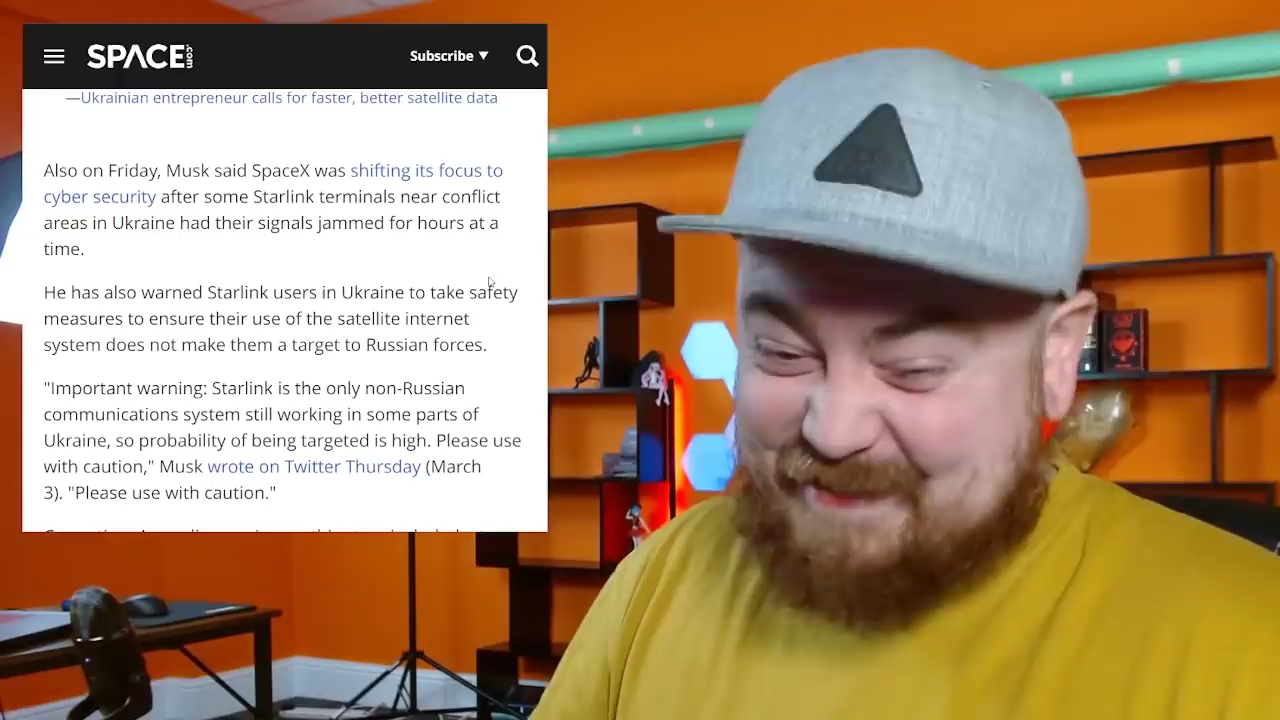 SPACE.com
Subscribe ▼
—Ukrainian entrepreneur calls for faster, better satellite data
Also on Friday, Musk said SpaceX was shifting its focus to
cyber security after some Starlink terminals near conflict
areas in Ukraine had their signals jammed for hours at a
time.
He has also warned Starlink users in Ukraine to take safety
measures to ensure their use of the satellite internet
system does not make them a target to Russian forces.
"Important warning: Starlink is the only non-Russian
communications system still working in some parts of
Ukraine, so probability of being targeted is high. Please use
with caution," Musk wrote on Twitter Thursday (March
3). "Please use with caution."